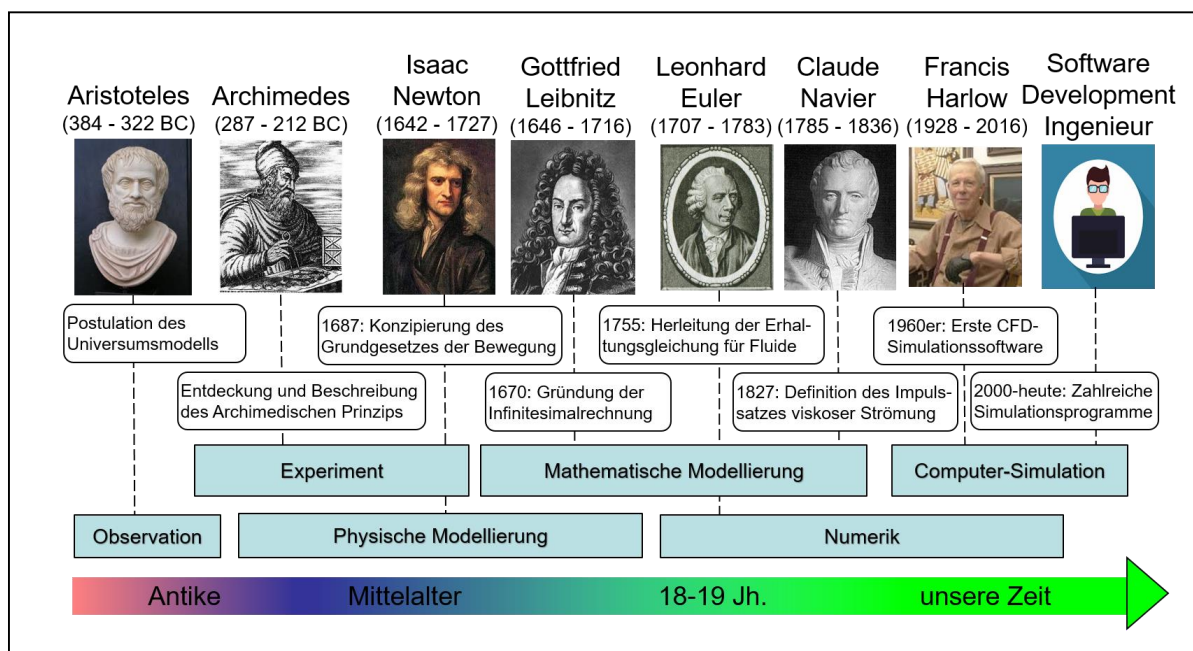 Aristoteles
(384 - 322 BC)
Archimedes
(287 - 212 BC)
Isaac
Newton
(1642 - 1727)
Gottfried
Leibnitz
(1646 - 1716)
Leonhard
Euler
(1707 - 1783)
Claude
Navier
(1785 - 1836)
Francis
Harlow
(1928 - 2016)
Software
Development
Ingenieur
Postulation des
Universumsmodells
1687: Konzipierung des
Grundgesetzes der Bewegung
1755: Herleitung der Erhal-
tungsgleichung für Fluide
1960er: Erste CFD-
Simulationssoftware
Entdeckung und Beschreibung
des Archimedischen Prinzips
1670: Gründung der
Infinitesimalrechnung
1827: Definition des Impuls-
satzes viskoser Strömung
2000-heute: Zahlreiche
Simulationsprogramme
Experiment
Mathematische Modellierung
Computer-Simulation
Observation
Physische Modellierung
Numerik
Antike
Mittelalter
18-19 Jh.
unsere Zeit